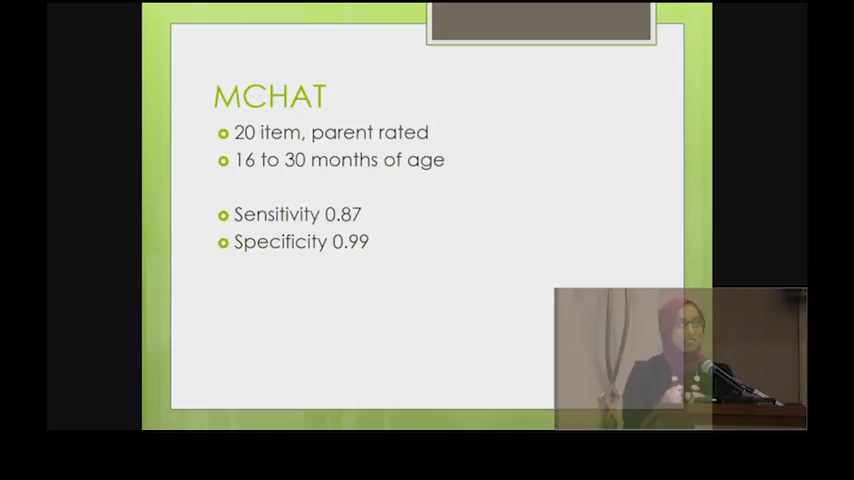 MCHAT
20 item, parent rated
16 to 30 months of age
Sensitivity 0.87
Specificity 0.99